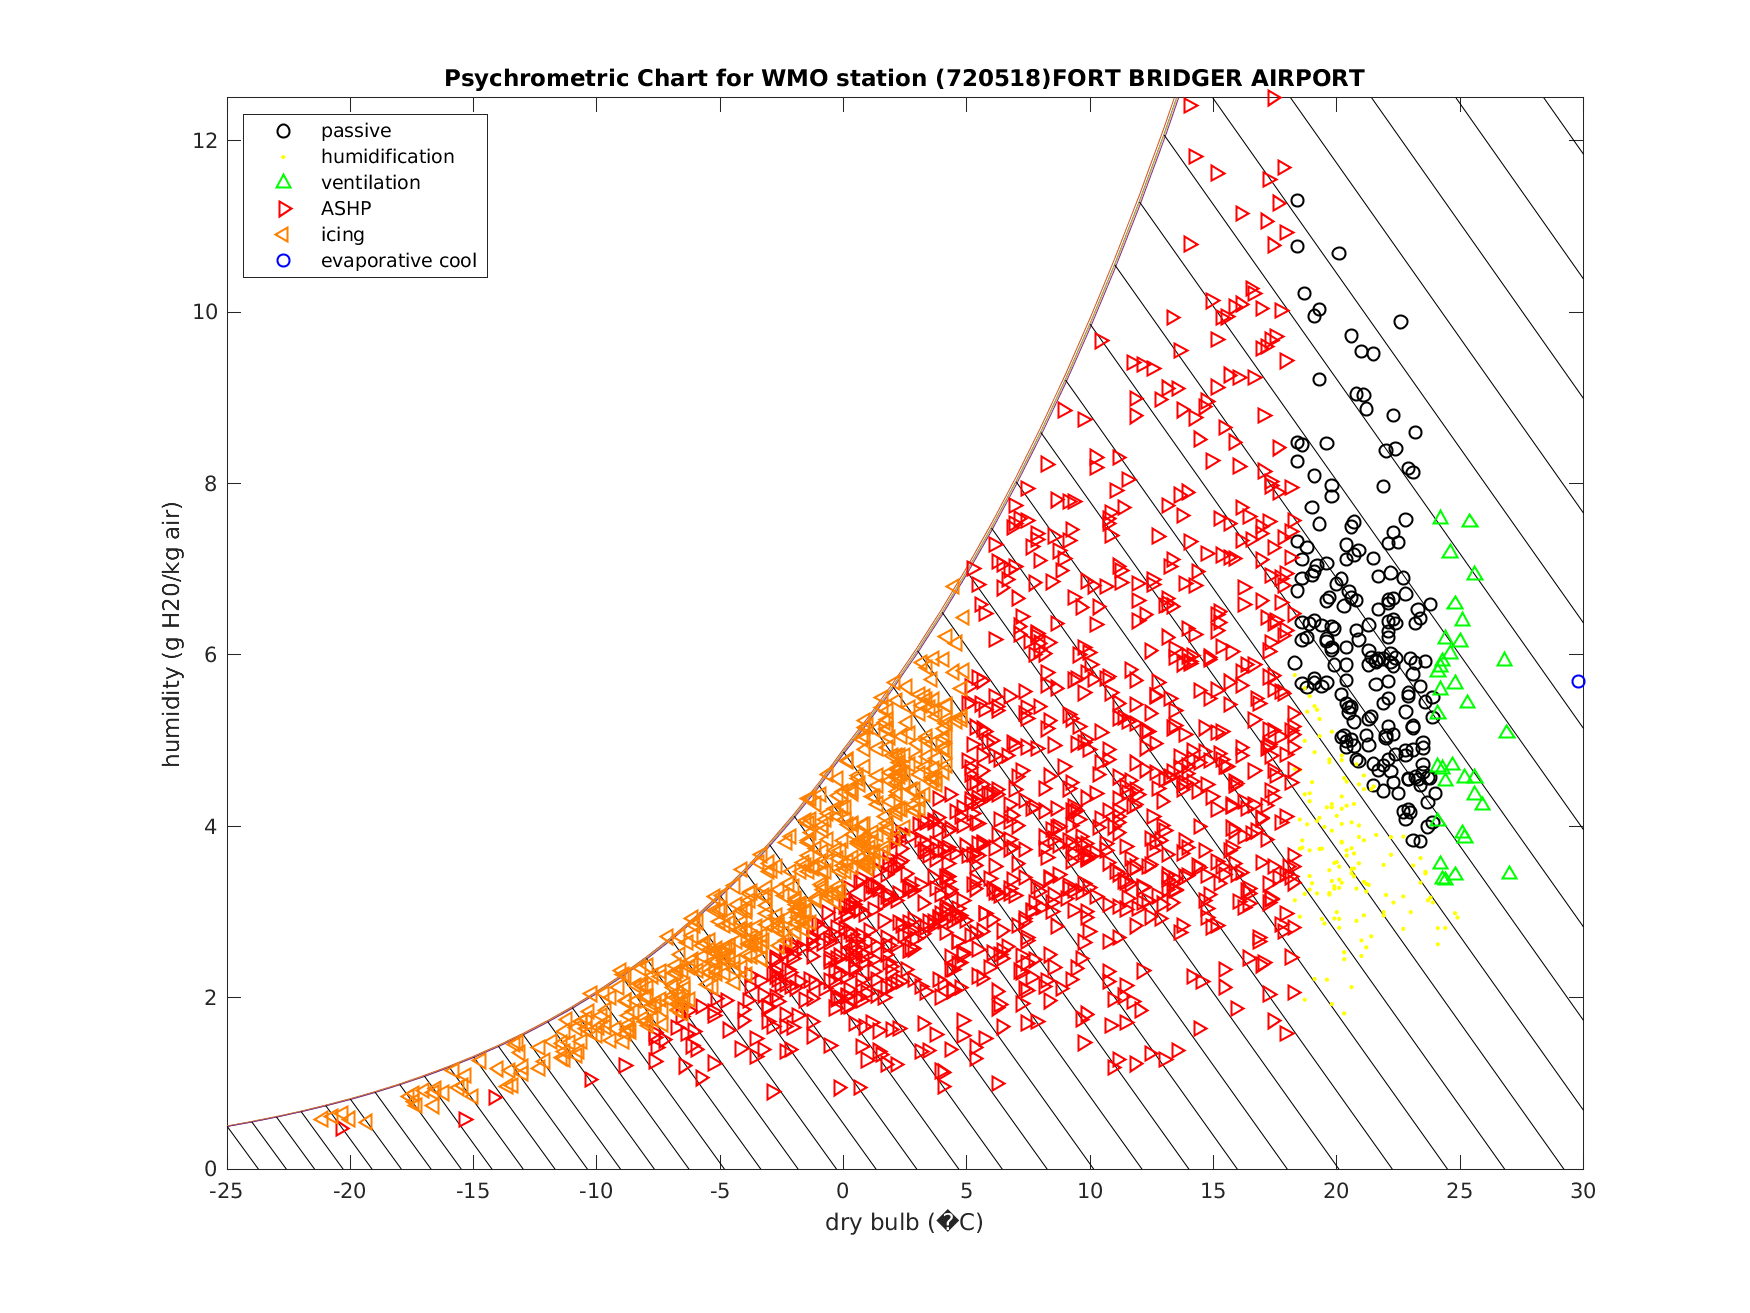 Psychrometric Chart for WMO station (720518)FORT BRIDGER AIRPORT
passive
humidification
ventilation
ASHP
icing
evaporative cool
12
10
8
6
4
2
0
humidity (g H20/kg air)
-25 -20 -15 -10 -5 0 5 10 15 20 25 30
dry bulb (�C)